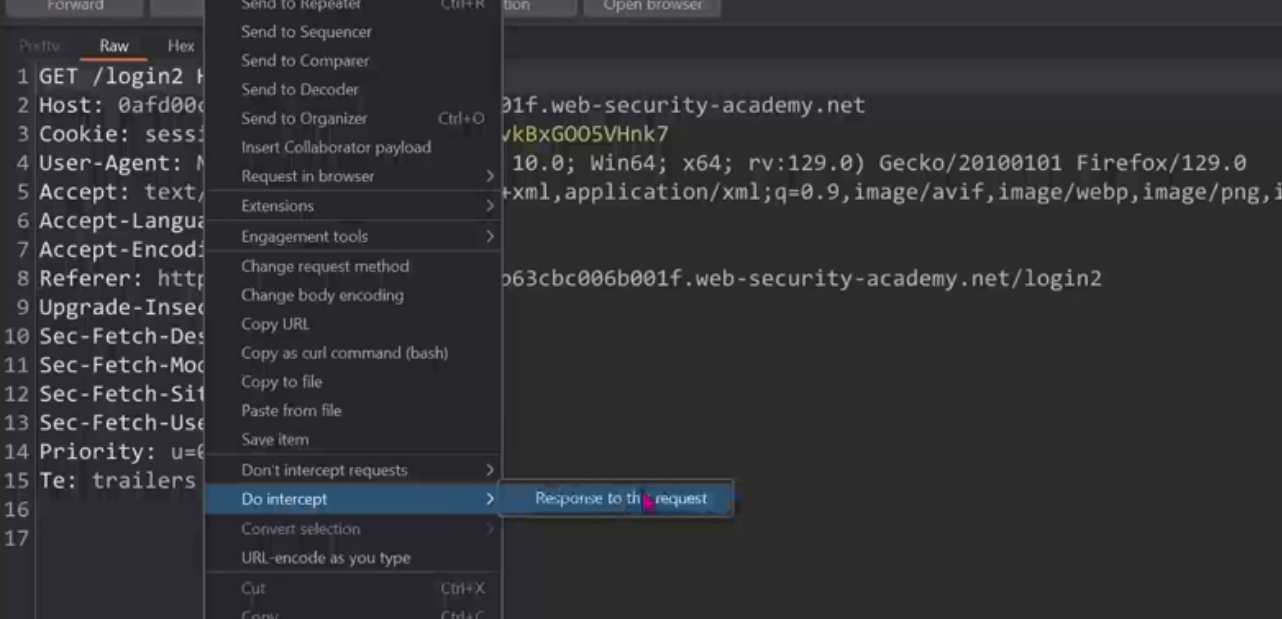 Forward
tion
Open browser
Pretty
Raw
Hex
Send to Repeater Ctrl+R
Send to Sequencer
Send to Comparer
Send to Decoder
Send to Organizer Ctrl+O
Insert Collaborator payload
Request in browser
Extensions
Engagement tools
Change request method
Change body encoding
Copy URL
Copy as curl command (bash)
Copy to file
Paste from file
Save item
Don't intercept requests
Do intercept
Response to this request
Convert selection
URL-encode as you type
Cut Ctrl+X
Copy Ctrl+C
1 GET /login2 H
2 Host: 0afd00 01f.web-security-academy.net
3 Cookie: sessi vkBxGOO5VHnk7
4 User-Agent: M 10.0; Win64; x64; rv:129.0) Gecko/20100101 Firefox/129.0
5 Accept: text/ +xml,application/xml;q=0.9,image/avif,image/webp,image/png,i
6 Accept-Langua
7 Accept-Encodi
8 Referer: http b63cbc006b001f.web-security-academy.net/login2
9 Upgrade-Insec
10 Sec-Fetch-Des
11 Sec-Fetch-Mod
12 Sec-Fetch-Sit
13 Sec-Fetch-Use
14 Priority: u=0
15 Te: trailers
16
17